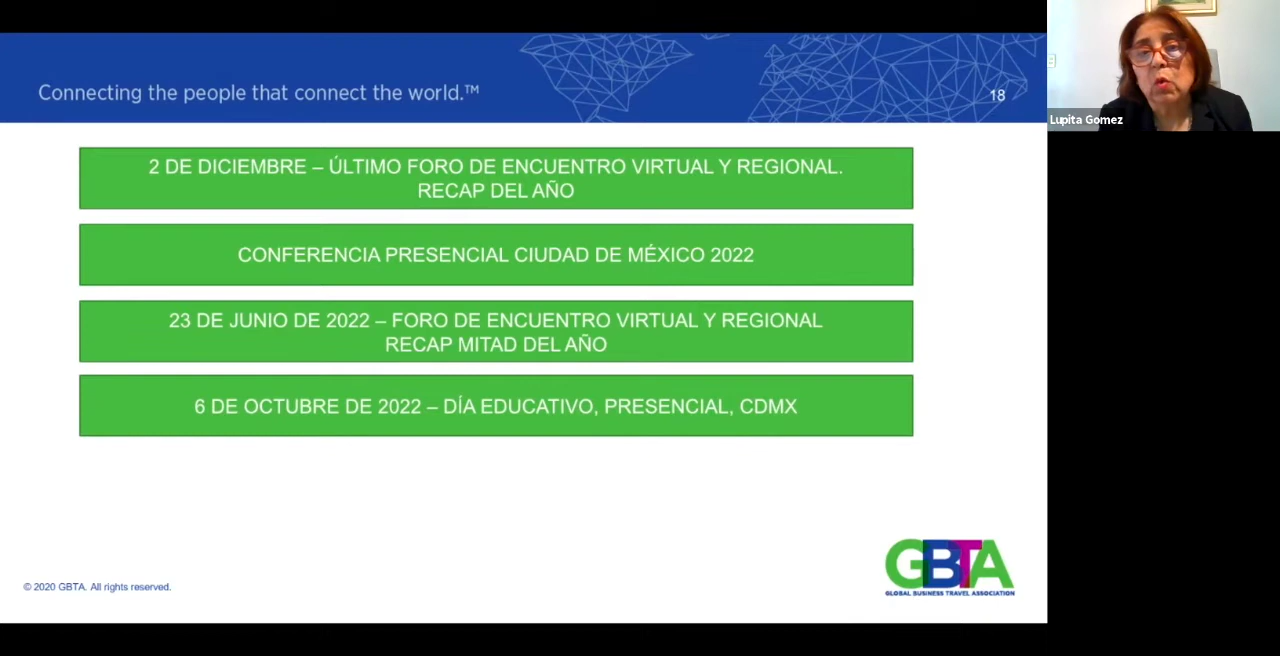 Connecting the people that connect the world.™
18
Lupita Gomez
2 DE DICIEMBRE – ÚLTIMO FORO DE ENCUENTRO VIRTUAL Y REGIONAL.
RECAP DEL AÑO
CONFERENCIA PRESENCIAL CIUDAD DE MÉXICO 2022
23 DE JUNIO DE 2022 – FORO DE ENCUENTRO VIRTUAL Y REGIONAL
RECAP MITAD DEL AÑO
6 DE OCTUBRE DE 2022 – DÍA EDUCATIVO, PRESENCIAL, CDMX
© 2020 GBTA. All rights reserved.
GBTA
GLOBAL BUSINESS TRAVEL ASSOCIATION